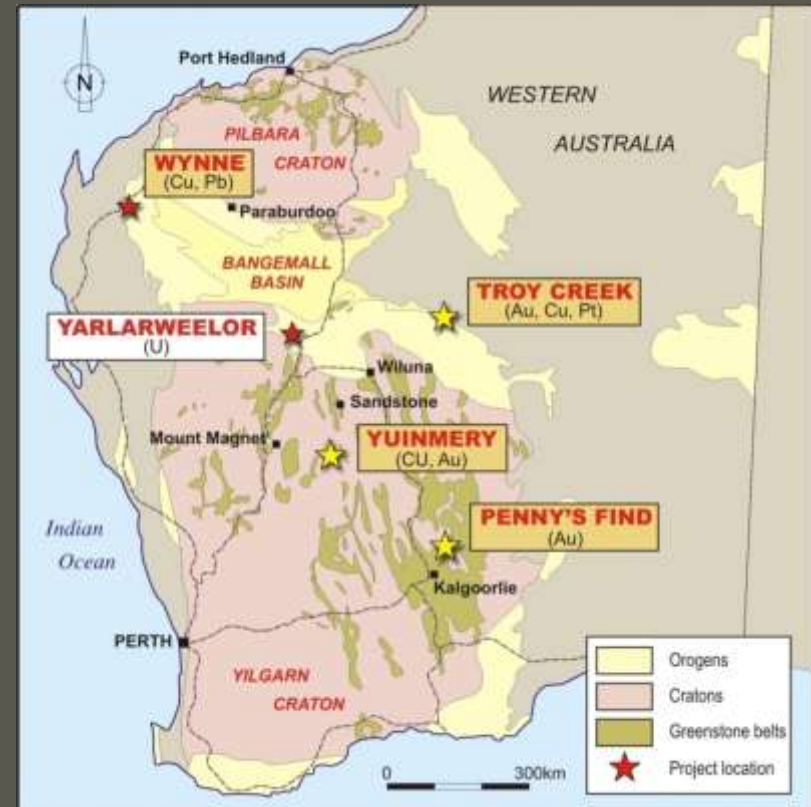 Port Hedland
N
WESTERN
AUSTRALIA
PILBARA
CRATON
WYNNE
(Cu, Pb)
Paraburdoo
BANGEMALL
BASIN
TROY CREEK
(Au, Cu, Pt)
YARLARWEELOR
(U)
Wiluna
Sandstone
Mount Magnet
YUINMERY
(CU, Au)
Indian
Ocean
PENNY'S FIND
(Au)
Kalgoorlie
PERTH
YILGARN
CRATON
Orogens
Cratons
Greenstone belts
Project location
0 300km